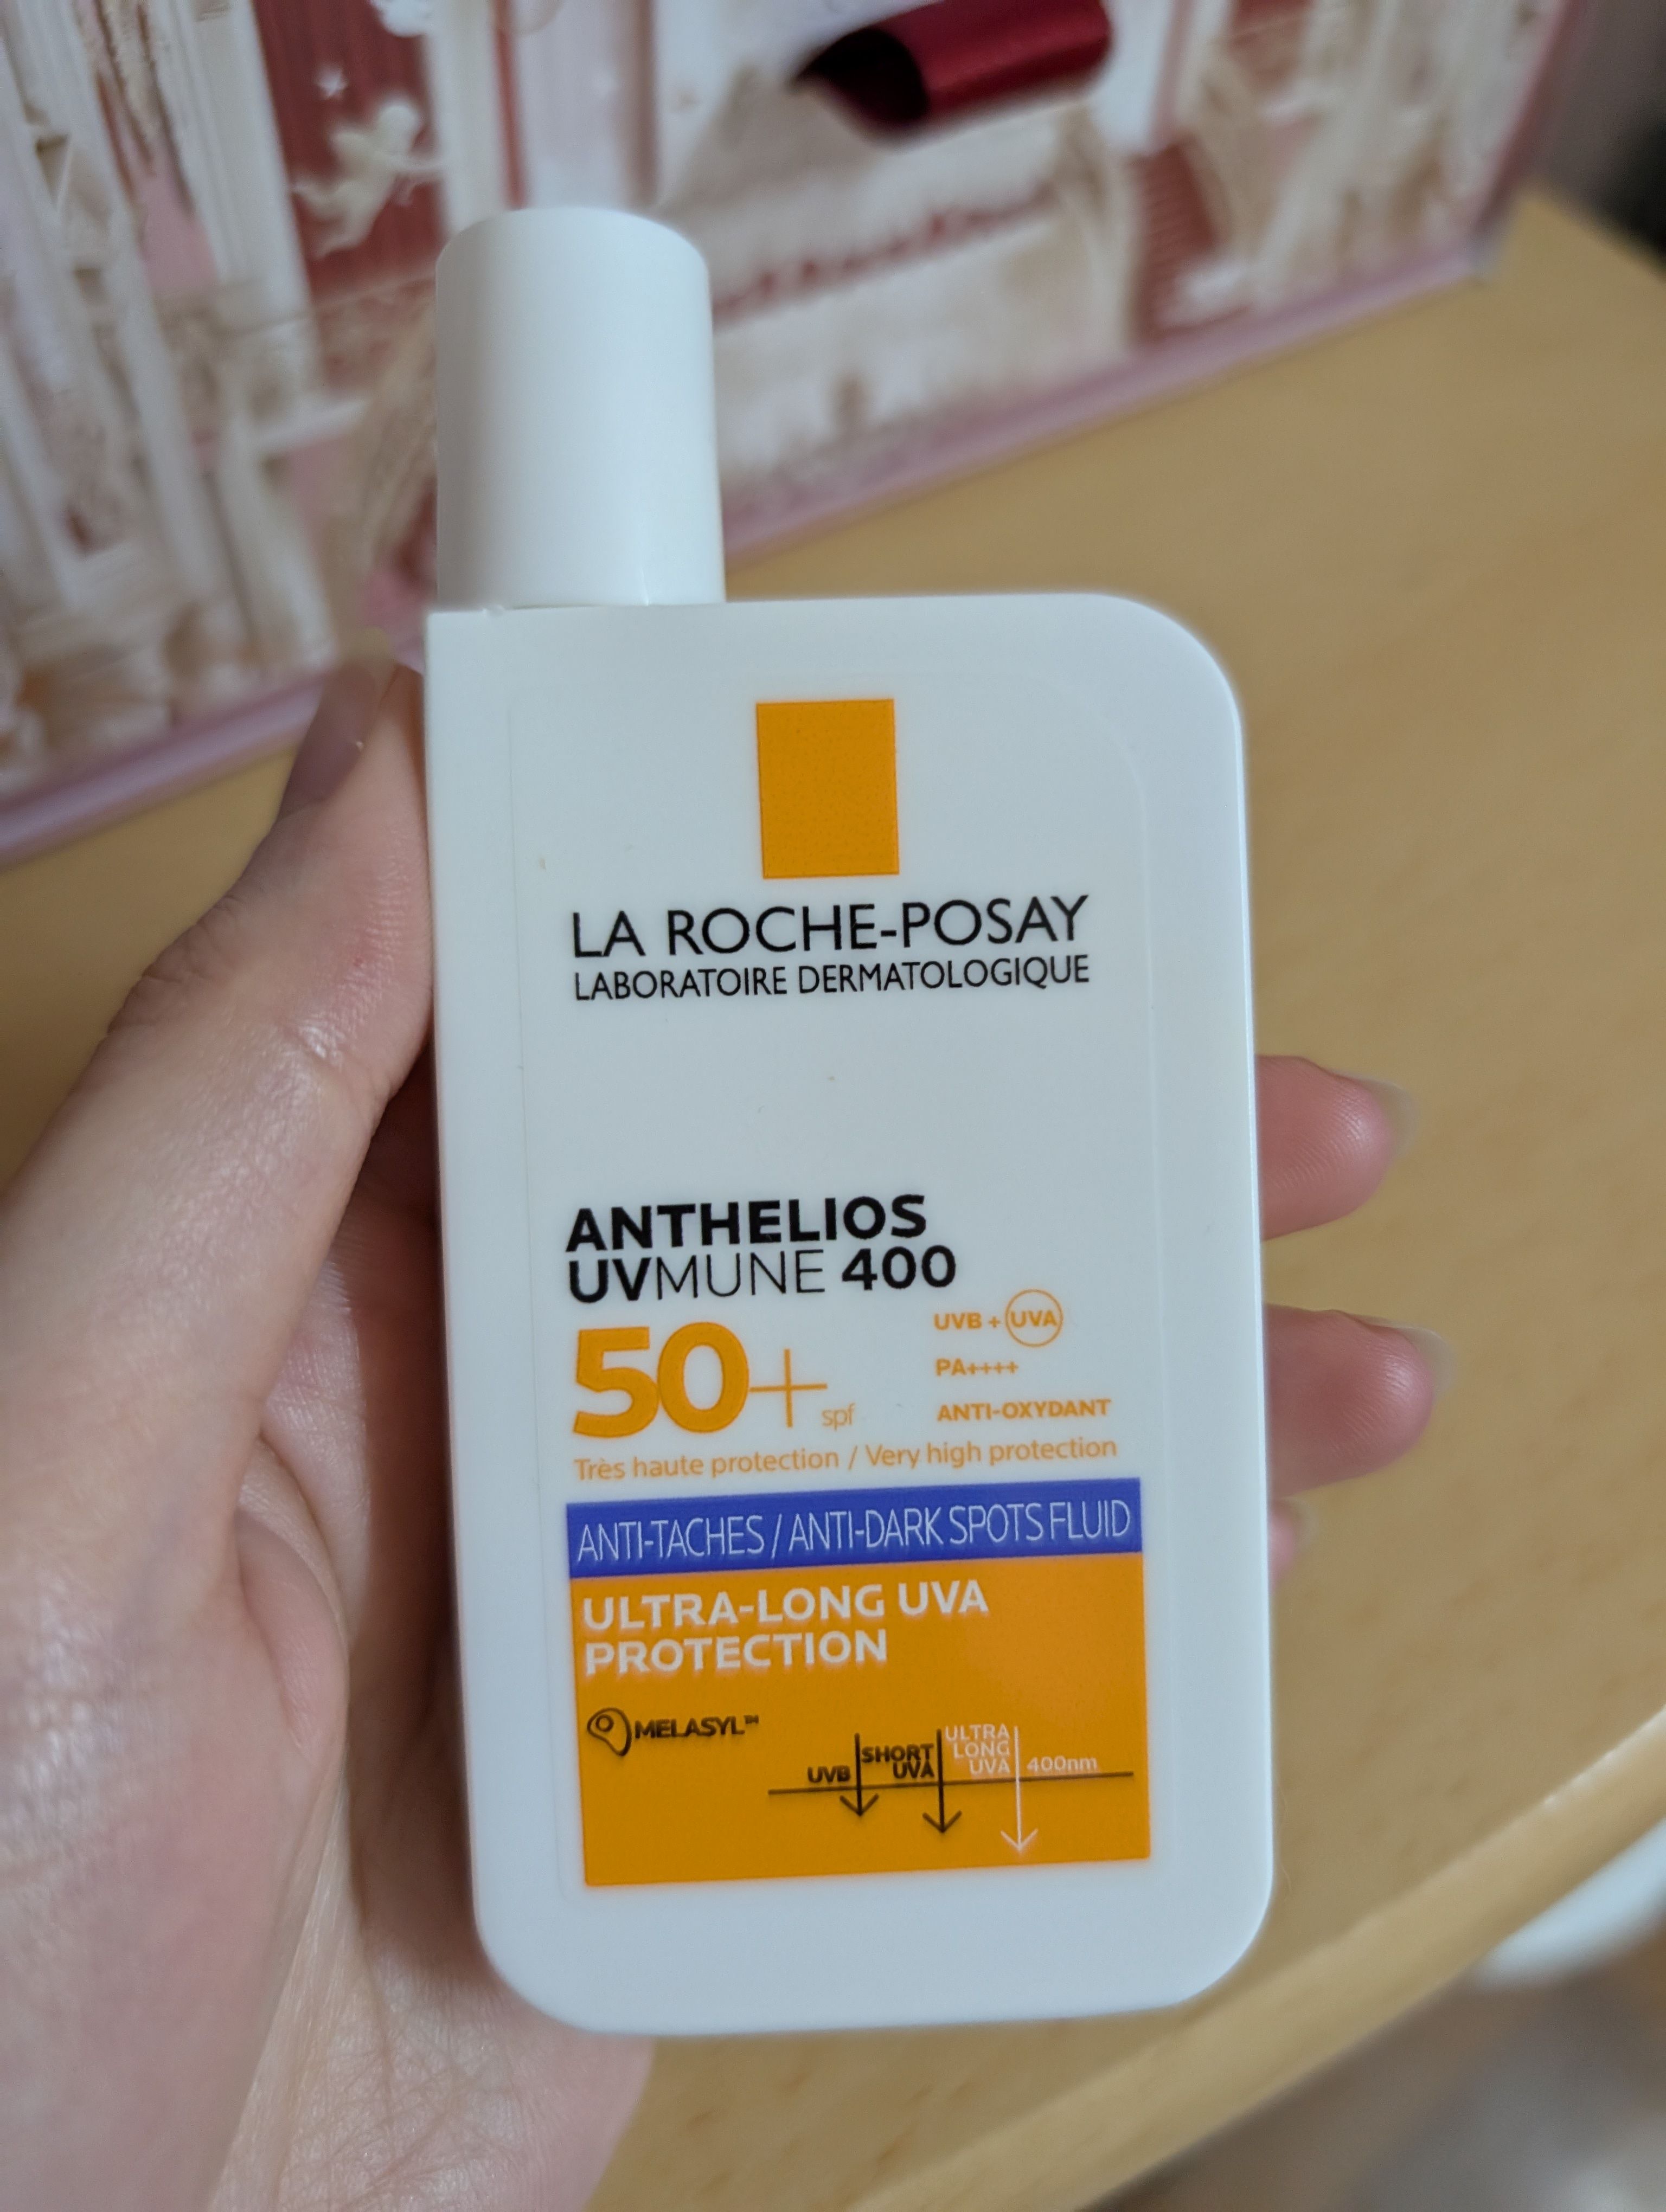 LA ROCHE-POSAY
LABORATOIRE DERMATOLOGIQUE
ANTHELIOS
UVMUNE 400
50+ spf
UVB + UVA
PA++++
ANTI-OXYDANT
Très haute protection / Very high protection
ANTI-TACHES / ANTI-DARK SPOTS FLUID
ULTRA-LONG UVA
PROTECTION
MELASYL™
UVB
SHORT
UVA
ULTRA
LONG
UVA
400nm